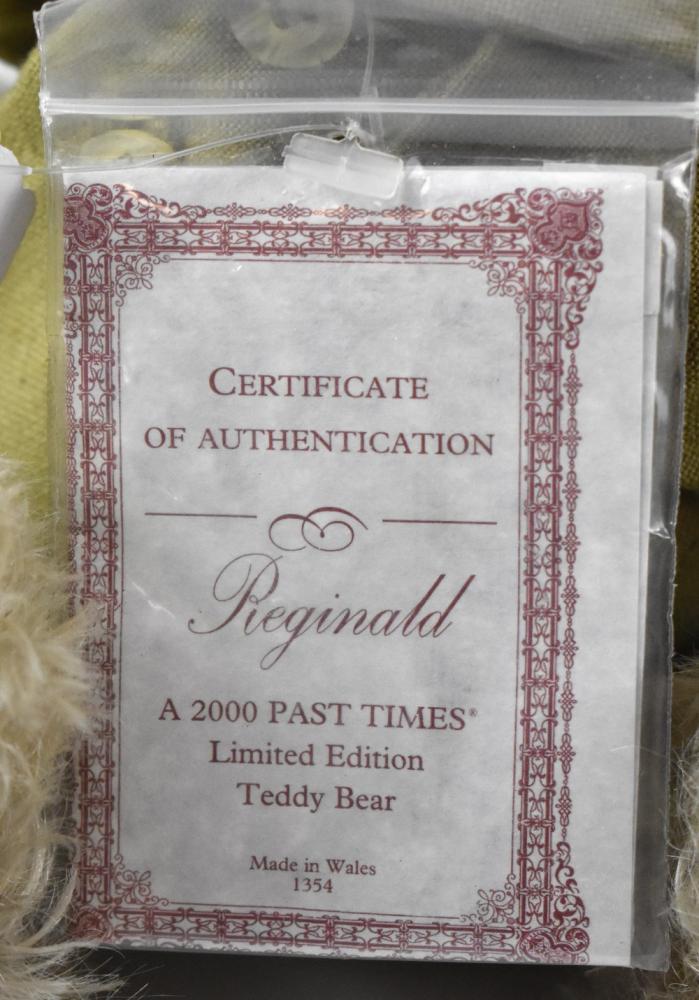 CERTIFICATE
OF AUTHENTICATION
Reginald
A 2000 PAST TIMES®
Limited Edition
Teddy Bear
Made in Wales
1354